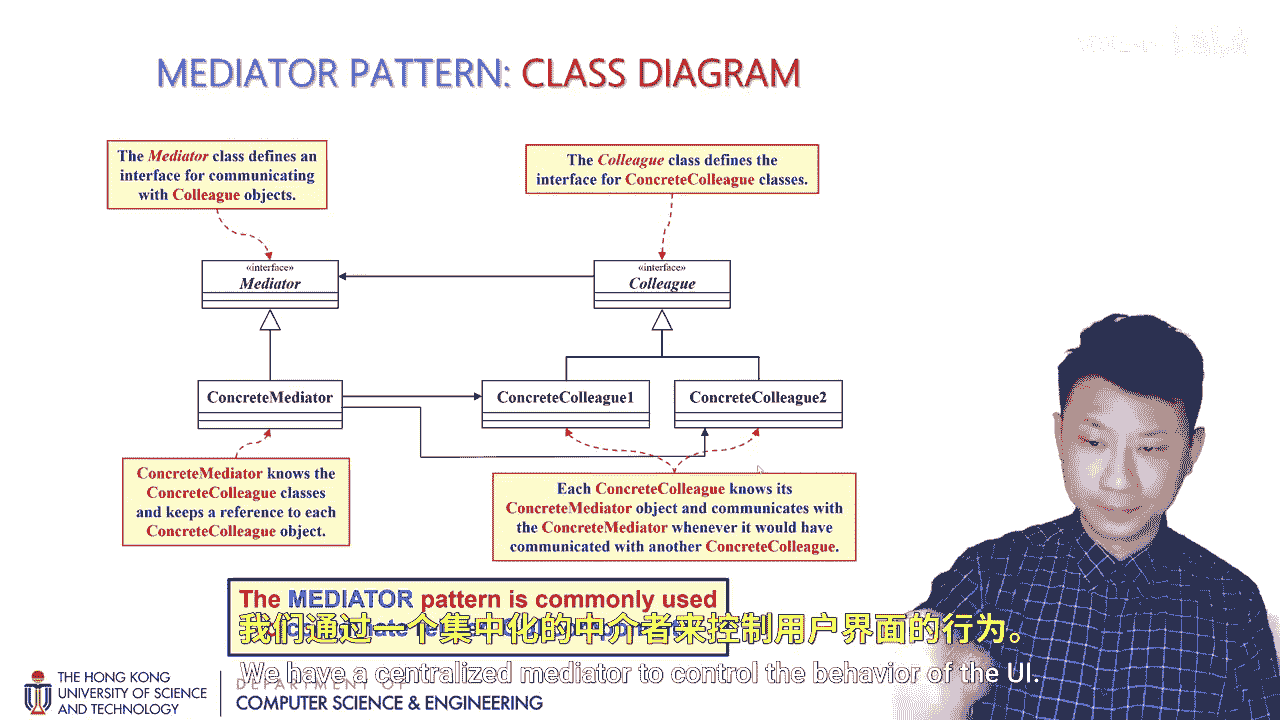 MEDIATOR PATTERN: CLASS DIAGRAM
The Mediator class defines an
interface for communicating
with Colleague objects.
The Colleague class defines the
interface for ConcreteColleague classes.
«interface»
Mediator
«interface»
Colleague
ConcreteMediator
ConcreteColleague1
ConcreteColleague2
ConcreteMediator knows the
ConcreteColleague classes
and keeps a reference to each
ConcreteColleague object.
Each ConcreteColleague knows its
ConcreteMediator object and communicates with
the ConcreteMediator whenever it would have
communicated with another ConcreteColleague.
The MEDIATOR pattern is commonly used
我们通过一个集中化的中介者来控制用户界面的行为。
We have a centralized mediator to control the behavior of the UI.
THE HONG KONG
UNIVERSITY OF SCIENCE
AND TECHNOLOGY
DEPARTMENT OF
COMPUTER SCIENCE & ENGINEERING